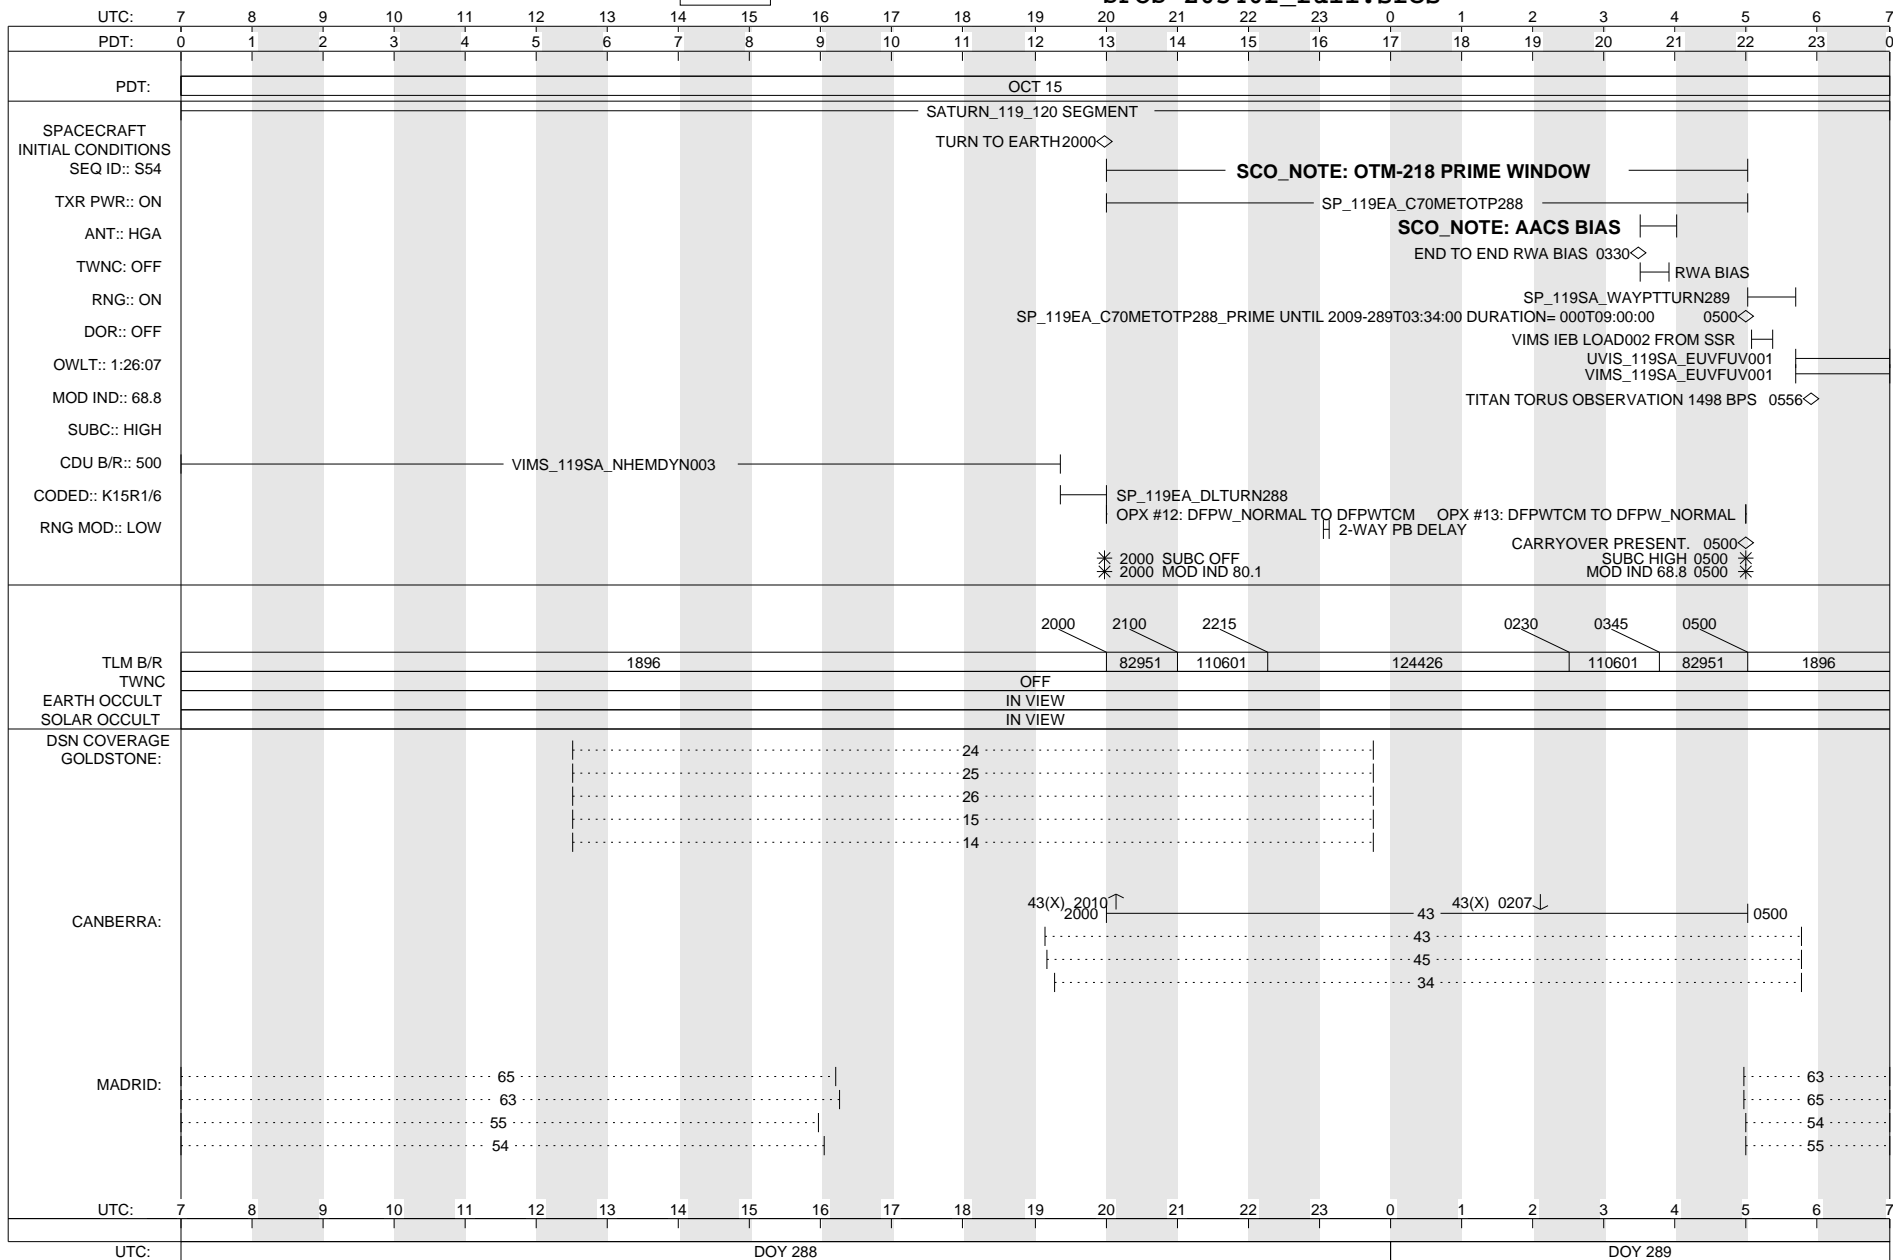 UTC: 7 8 9 10 11 12 13 14 15 16 17 18 19 20 21 22 23 0 1 2 3 4 5 6 7
PDT: 0 1 2 3 4 5 6 7 8 9 10 11 12 13 14 15 16 17 18 19 20 21 22 23 0
PDT: OCT 15
SATURN_119_120 SEGMENT
SPACECRAFT
INITIAL CONDITIONS
TURN TO EARTH 2000
SEQ ID:: S54
SCO_NOTE: OTM-218 PRIME WINDOW
TXR PWR:: ON
SP_119EA_C70METOTP288
ANT:: HGA
SCO_NOTE: AACS BIAS
END TO END RWA BIAS 0330
TWNC: OFF
RWA BIAS
RNG:: ON
SP_119SA_WAYPTTURN289
SP_119EA_C70METOTP288_PRIME UNTIL 2009-289T03:34:00 DURATION= 000T09:00:00 0500
DOR:: OFF
VIMS IEB LOAD002 FROM SSR
OWLT:: 1:26:07
UVIS_119SA_EUVFUV001
VIMS_119SA_EUVFUV001
MOD IND:: 68.8
TITAN TORUS OBSERVATION 1498 BPS 0556
SUBC:: HIGH
CDU B/R:: 500
VIMS_119SA_NHEMDYN003
CODED:: K15R1/6
SP_119EA_DLTURN288
OPX #12: DFPW_NORMAL TO DFPWTCM OPX #13: DFPWTCM TO DFPW_NORMAL
RNG MOD:: LOW
2-WAY PB DELAY
CARRYOVER PRESENT. 0500
2000 SUBC OFF SUBC HIGH 0500
2000 MOD IND 80.1 MOD IND 68.8 0500
2000 2100 2215 0230 0345 0500
TLM B/R 1896 82951 110601 124426 110601 82951 1896
TWNC OFF
EARTH OCCULT IN VIEW
SOLAR OCCULT IN VIEW
DSN COVERAGE
GOLDSTONE:
24
25
26
15
14
CANBERRA:
43(X) 2010 43(X) 0207
2000 43 0500
43
45
34
MADRID:
65 63
63 65
55 54
54 55
UTC: 7 8 9 10 11 12 13 14 15 16 17 18 19 20 21 22 23 0 1 2 3 4 5 6 7
UTC: DOY 288 DOY 289